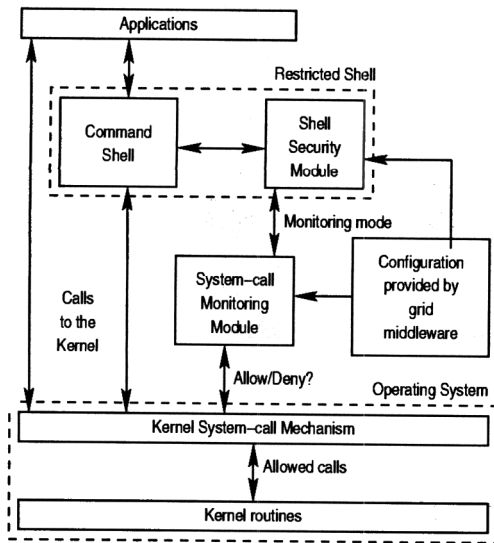 Applications
Restricted Shell
Command
Shell
Shell
Security
Module
Monitoring mode
System-call
Monitoring
Module
Configuration
provided by
grid
middleware
Calls
to the
Kernel
Allow/Deny?
Operating System
Kernel System-call Mechanism
Allowed calls
Kernel routines